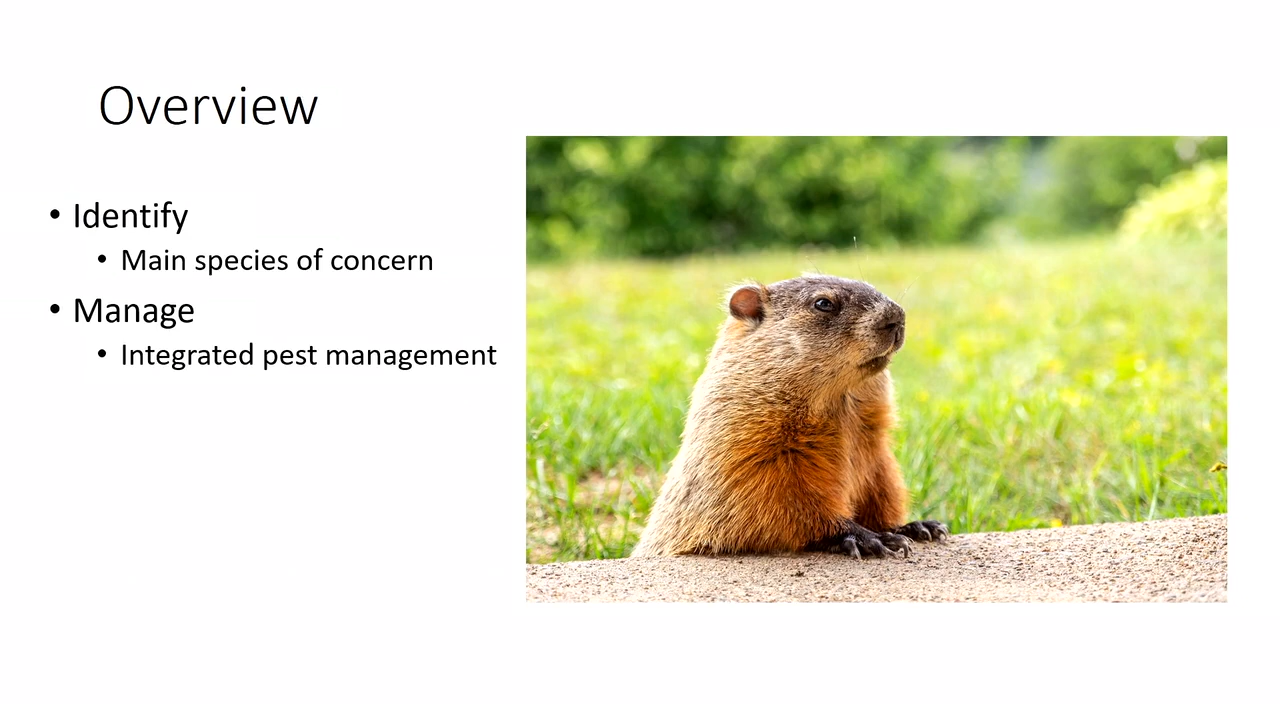 Overview
• Identify
• Main species of concern
• Manage
• Integrated pest management